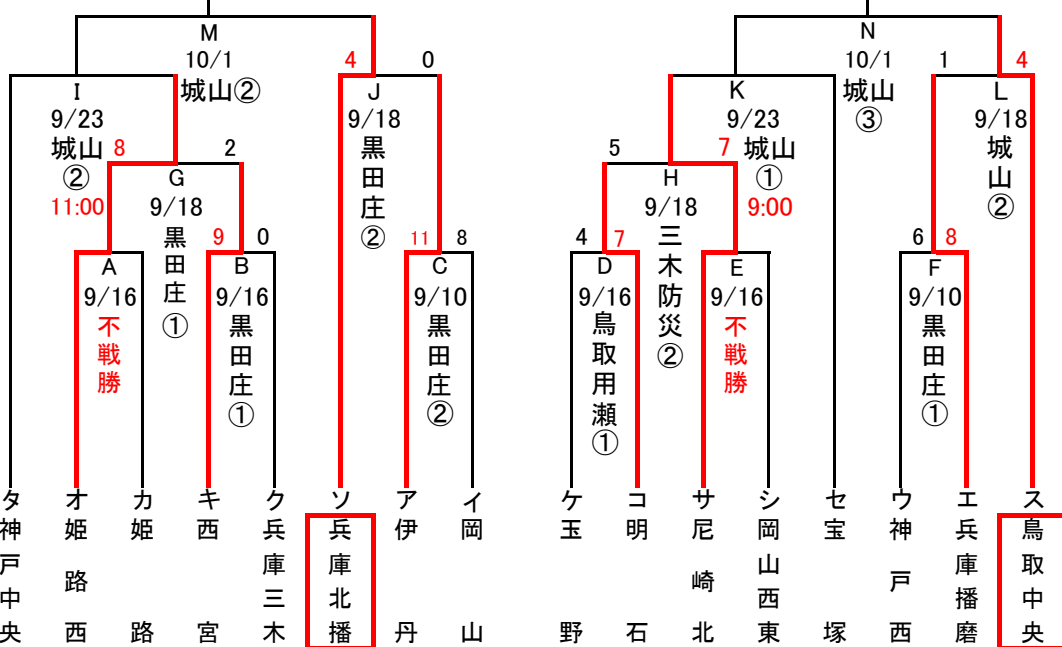 M
10/1
城山②
N
10/1
城山
③
I
9/23
城山
②
11:00
4
0
J
9/18
黒田庄②
K
9/23
城山
①
9:00
1
4
L
9/18
城山②
8
2
G
9/18
黒田庄①
5
7
H
9/18
三木防災②
A
9/16
不戦勝
9
0
B
9/16
黒田庄①
11
8
C
9/10
黒田庄②
4
7
D
9/16
鳥取用瀬①
E
9/16
不戦勝
6
8
F
9/10
黒田庄①
タ 神戸中央
オ 姫路西
カ 姫路
キ 西宮
ク 兵庫三木
ソ 兵庫北播
ア 伊丹
イ 岡山
ケ 玉野
コ 明石
サ 尼崎北
シ 岡山西東
セ 宝塚
ウ 神戸西
エ 兵庫播磨
ス 鳥取中央